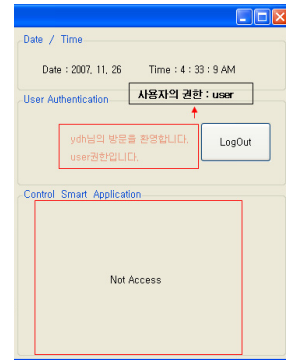 Date / Time
Date : 2007, 11, 26 Time : 4 : 33 : 9 AM
사용자의 권한 : user
User Authentication
ydh님의 방문을 환영합니다.
user권한입니다.
LogOut
Control Smart Application
Not Access